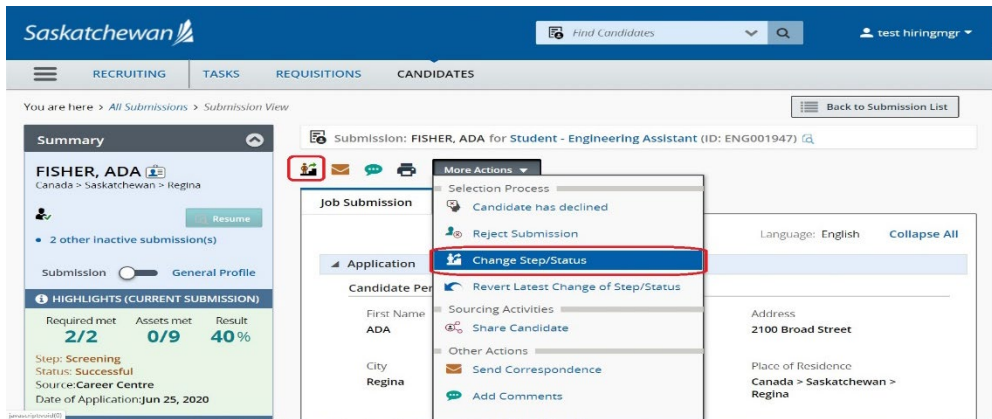 Saskatchewan
Find Candidates
test hiringmgr
RECRUITING TASKS REQUISITIONS CANDIDATES
You are here > All Submissions > Submission View
Back to Submission List
Summary
Submission: FISHER, ADA for Student - Engineering Assistant (ID: ENG001947)
FISHER, ADA
Canada > Saskatchewan > Regina
Resume
2 other inactive submission(s)
Submission General Profile
HIGHLIGHTS (CURRENT SUBMISSION)
Required met Assets met Result
2/2 0/9 40%
Step: Screening
Status: Successful
Source:Career Centre
Date of Application:Jun 25, 2020
More Actions
Selection Process
Candidate has declined
Reject Submission
Change Step/Status
Revert Latest Change of Step/Status
Sourcing Activities
Share Candidate
Other Actions
Send Correspondence
Add Comments
Job Submission
Language: English Collapse All
Application
Candidate Per
First Name
ADA
Address
2100 Broad Street
City
Regina
Place of Residence
Canada > Saskatchewan >
Regina